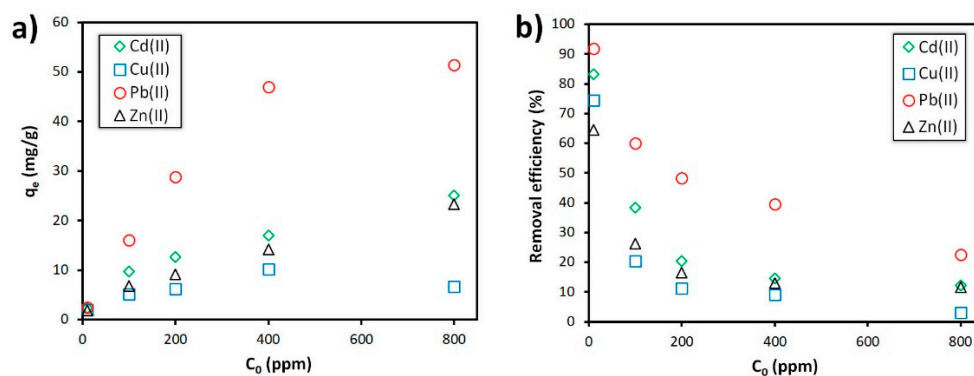 a)
60
50
40
30
20
10
0
qₑ (mg/g)
Cd(II)
Cu(II)
Pb(II)
Zn(II)
0 200 400 600 800
C₀ (ppm)
b)
100
90
80
70
60
50
40
30
20
10
0
Removal efficiency (%)
Cd(II)
Cu(II)
Pb(II)
Zn(II)
0 200 400 600 800
C₀ (ppm)